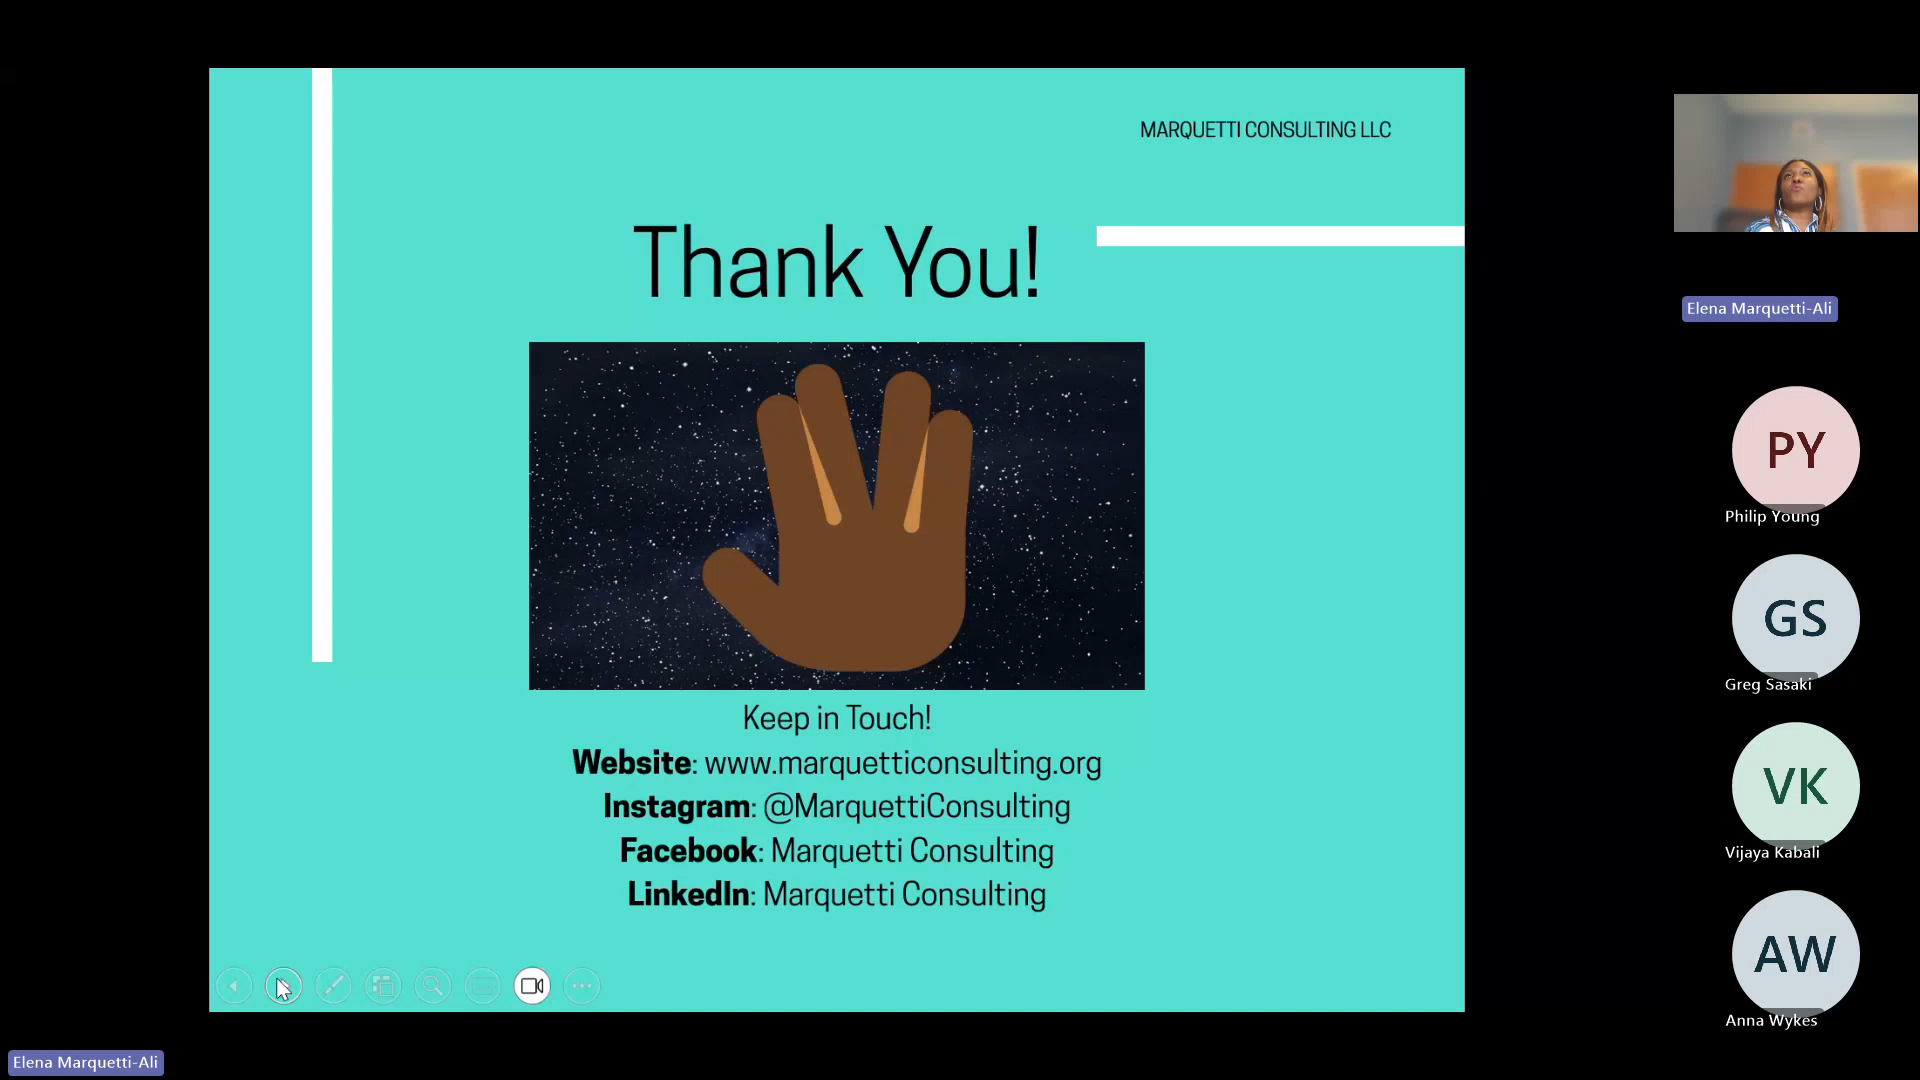 MARQUETTI CONSULTING LLC
Thank You!
Keep in Touch!
Website: www.marquetticonsulting.org
Instagram: @MarquettiConsulting
Facebook: Marquetti Consulting
LinkedIn: Marquetti Consulting
Elena Marquetti-Ali
PY
Philip Young
GS
Greg Sasaki
VK
Vijaya Kabali
AW
Anna Wykes
Elena Marquetti-Ali